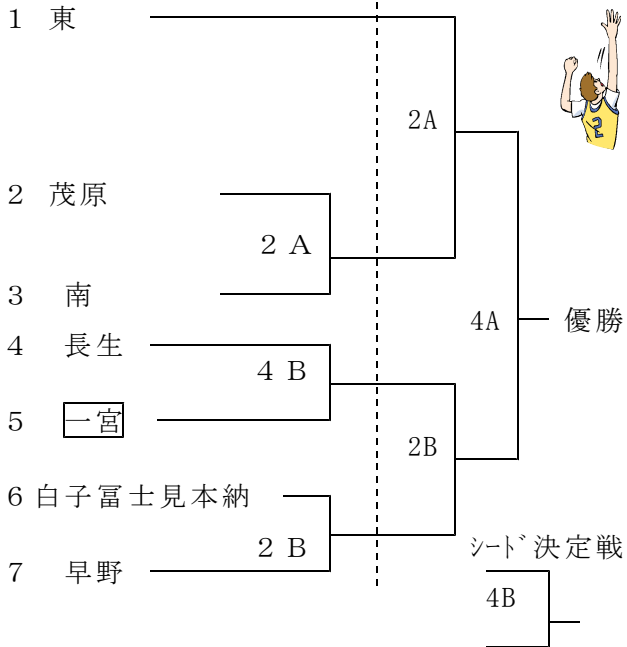 1 東
2A
2 茂原
2 A
3 南
4A 優勝
4 長生
4 B
5 一宮
2B
6 白子冨士見本納
2 B
シード決定戦
7 早野
4B
2